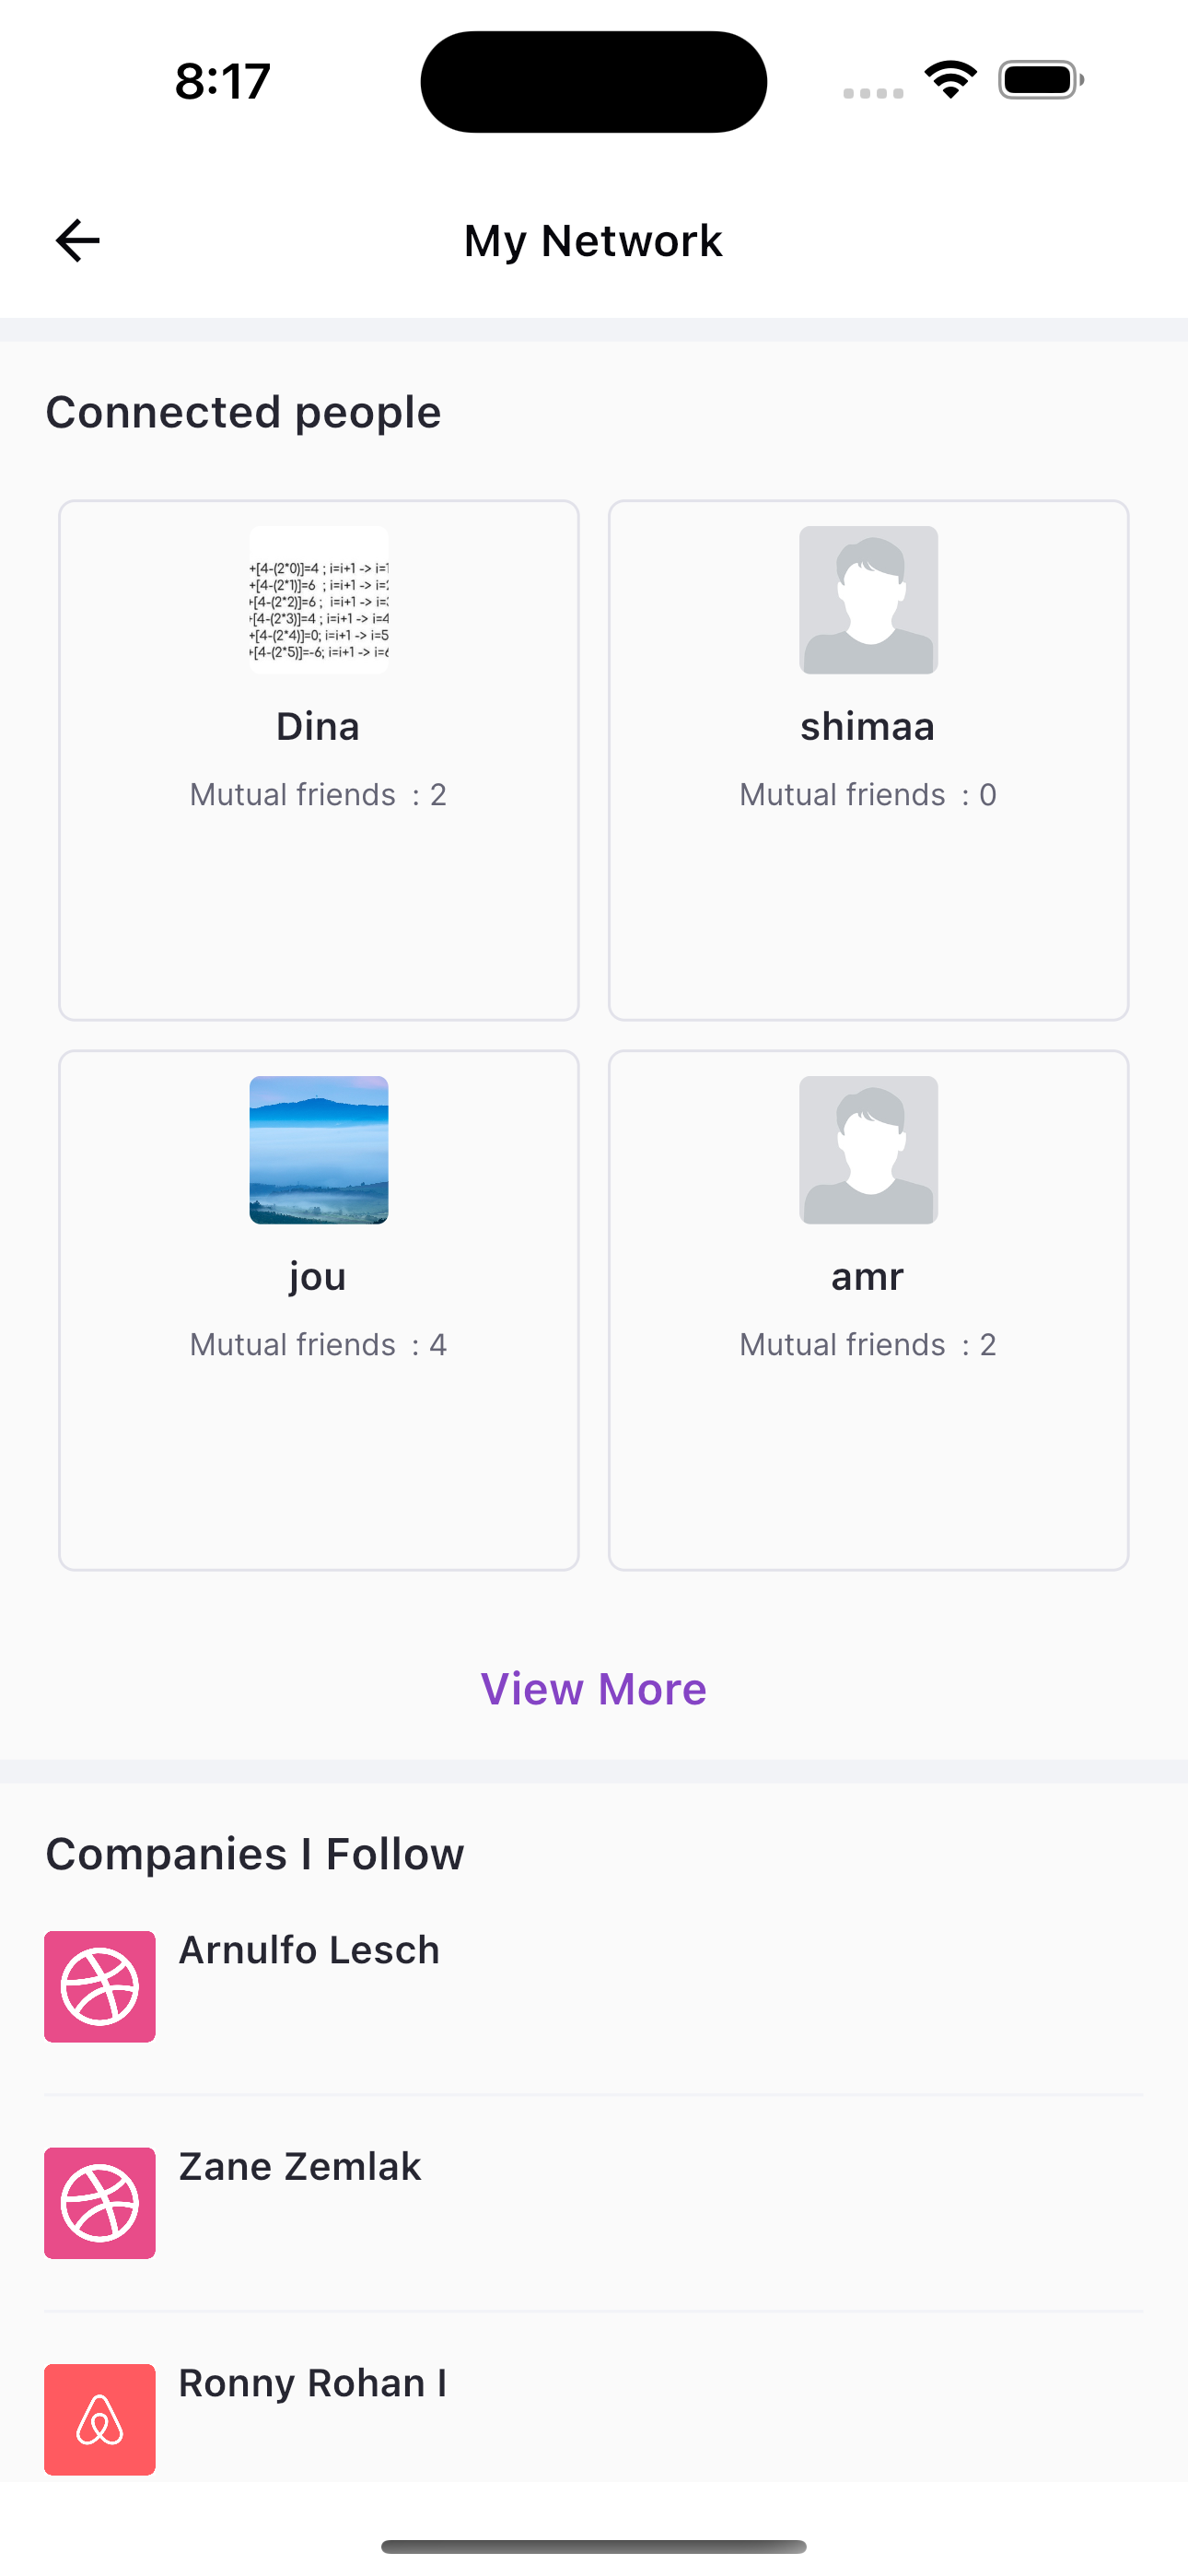 8:17
My Network
Connected people
+[4-(2*0)]=4 ; i=i+1 -> i=1
+[4-(2*1)]=6 ; i=i+1 -> i=2
+[4-(2*2)]=6 ; i=i+1 -> i=3
+[4-(2*3)]=4 ; i=i+1 -> i=4
+[4-(2*4)]=0; i=i+1 -> i=5
+[4-(2*5)]=-6; i=i+1 -> i=6
Dina
Mutual friends : 2
shimaa
Mutual friends : 0
jou
Mutual friends : 4
amr
Mutual friends : 2
View More
Companies I Follow
Arnulfo Lesch
Zane Zemlak
Ronny Rohan I